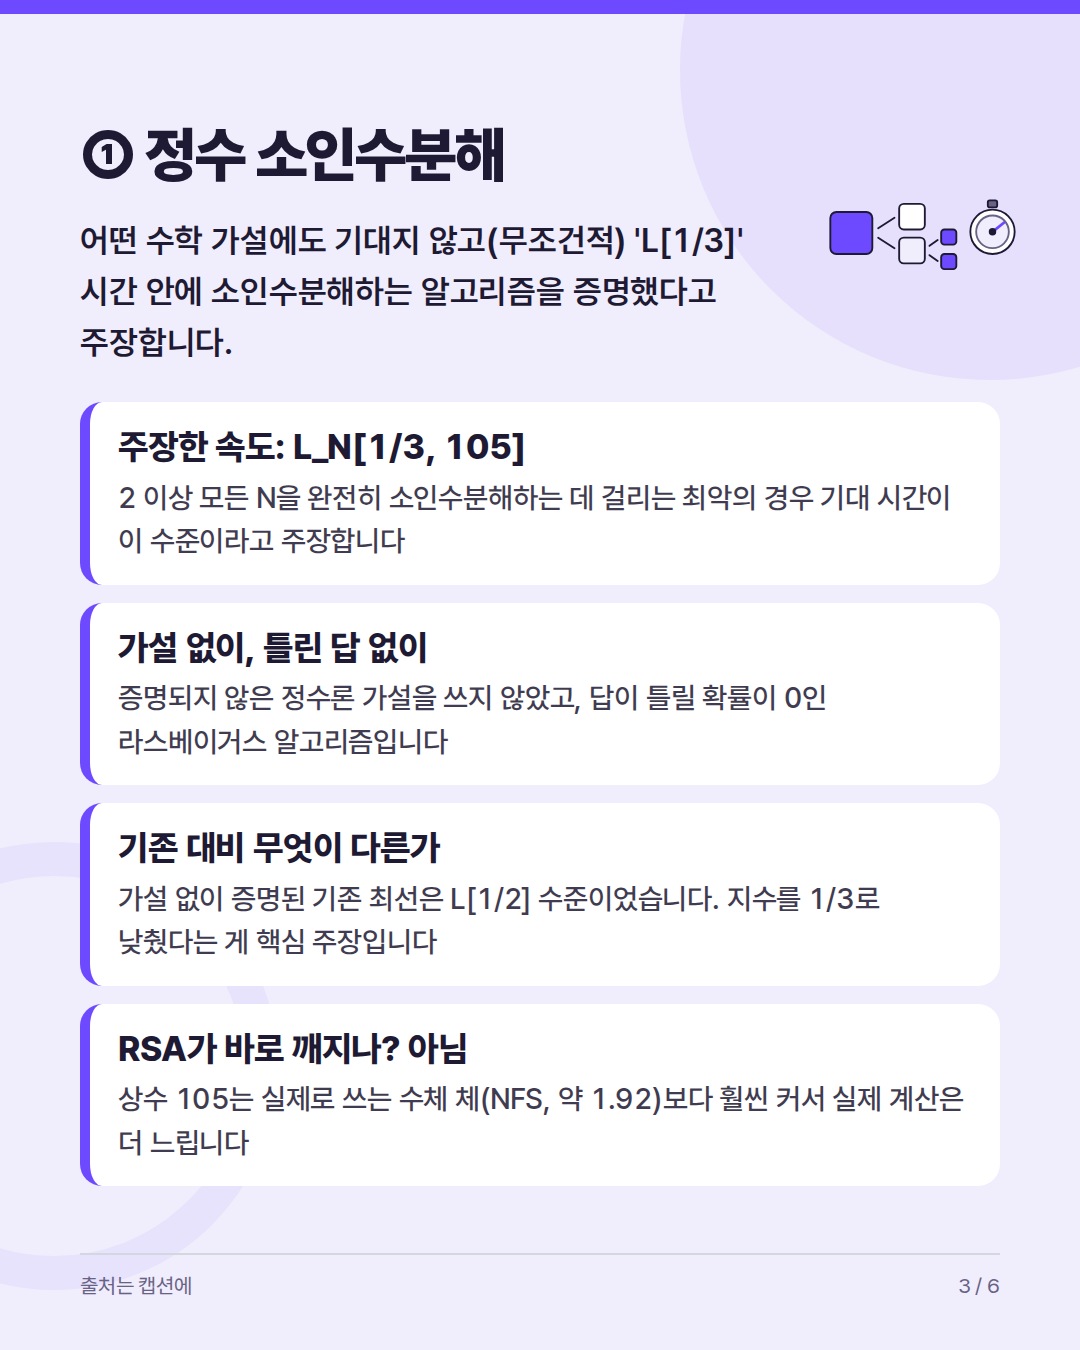 ① 정수 소인수분해
어떤 수학 가설에도 기대지 않고(무조건적) 'L[1/3]'
시간 안에 소인수분해하는 알고리즘을 증명했다고
주장합니다.
주장한 속도: L_N[1/3, 105]
2 이상 모든 N을 완전히 소인수분해하는 데 걸리는 최악의 경우 기대 시간이
이 수준이라고 주장합니다
가설 없이, 틀린 답 없이
증명되지 않은 정수론 가설을 쓰지 않았고, 답이 틀릴 확률이 0인
라스베이거스 알고리즘입니다
기존 대비 무엇이 다른가
가설 없이 증명된 기존 최선은 L[1/2] 수준이었습니다. 지수를 1/3로
낮췄다는 게 핵심 주장입니다
RSA가 바로 깨지나? 아님
상수 105는 실제로 쓰는 수체 체(NFS, 약 1.92)보다 훨씬 커서 실제 계산은
더 느립니다
출처는 캡션에
3 / 6